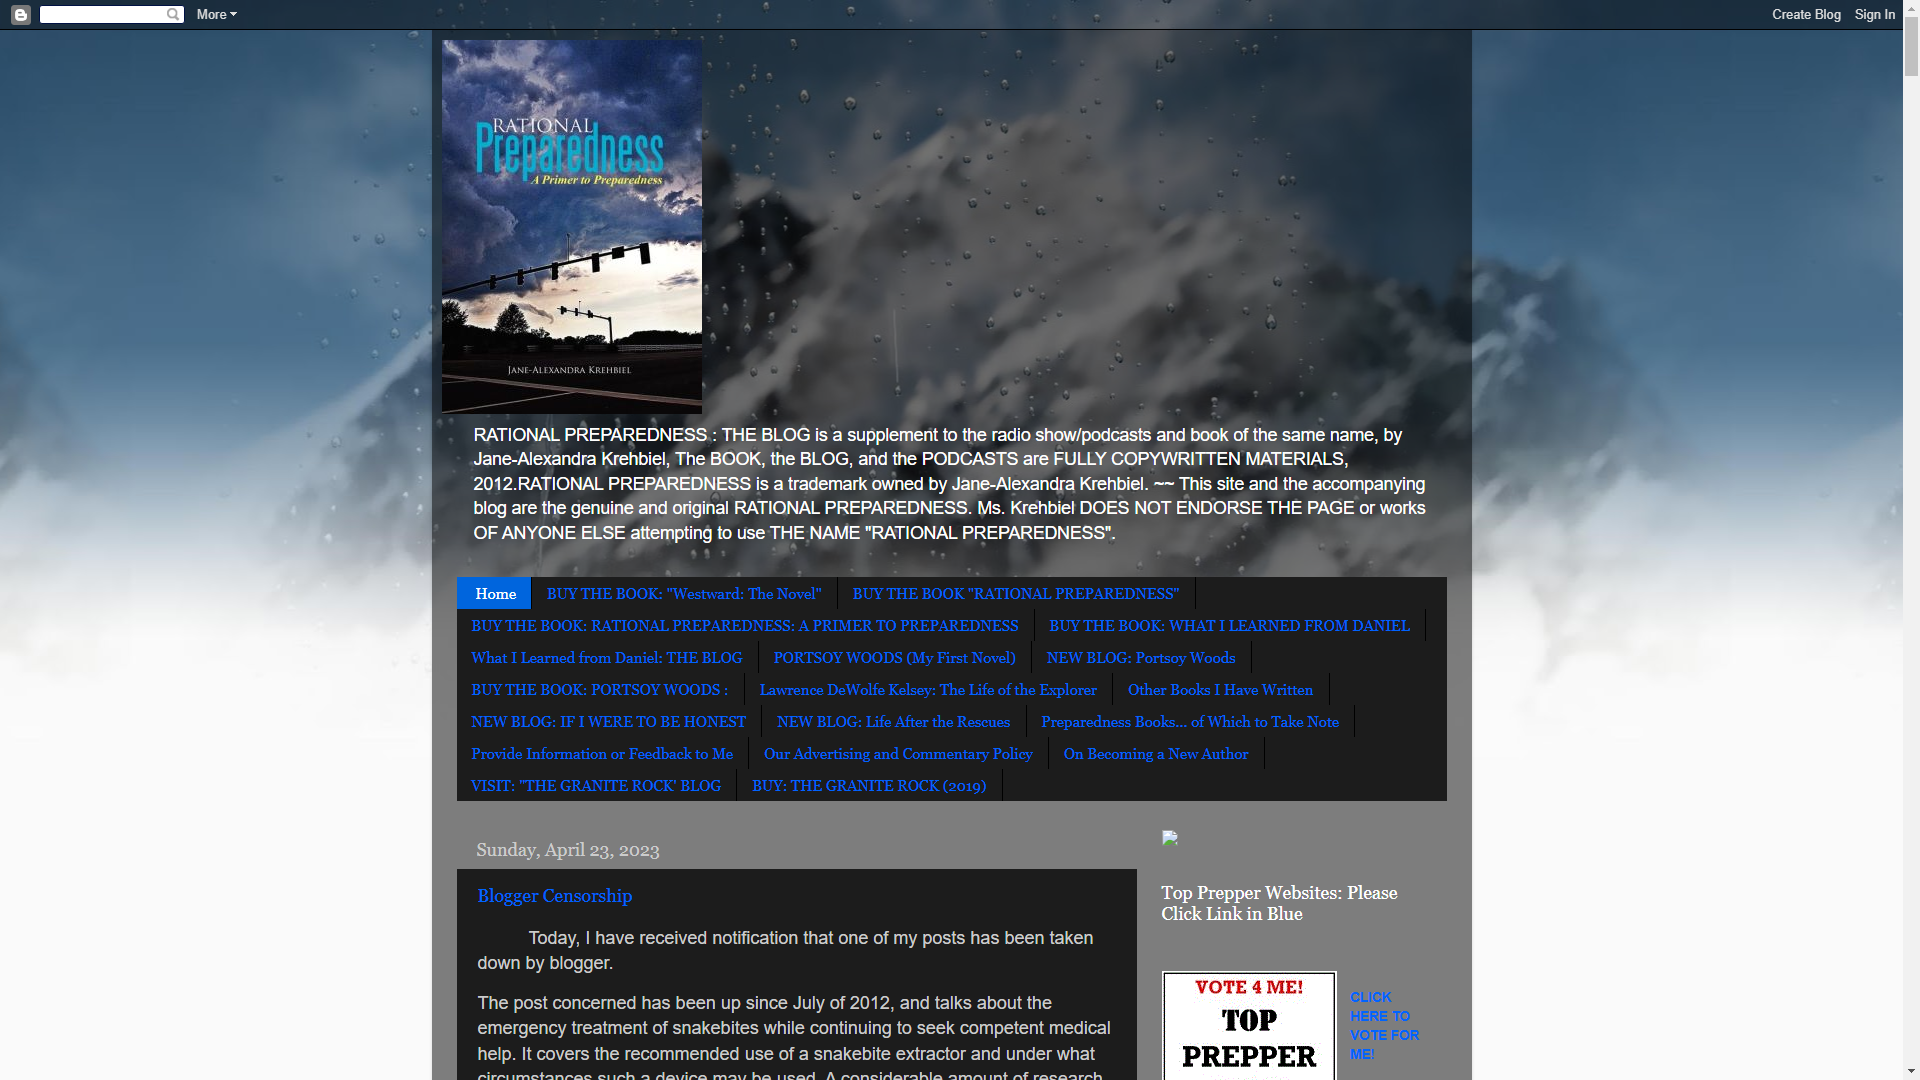 More
Create Blog
Sign In
RATIONAL
Preparedness
A Primer to Preparedness
JANE-ALEXANDRA KREHBIEL
RATIONAL PREPAREDNESS : THE BLOG is a supplement to the radio show/podcasts and book of the same name, by
Jane-Alexandra Krehbiel, The BOOK, the BLOG, and the PODCASTS are FULLY COPYWRITTEN MATERIALS,
2012.RATIONAL PREPAREDNESS is a trademark owned by Jane-Alexandra Krehbiel. ~~ This site and the accompanying
blog are the genuine and original RATIONAL PREPAREDNESS. Ms. Krehbiel DOES NOT ENDORSE THE PAGE or works
OF ANYONE ELSE attempting to use THE NAME "RATIONAL PREPAREDNESS".
Home
BUY THE BOOK: "Westward: The Novel"
BUY THE BOOK "RATIONAL PREPAREDNESS"
BUY THE BOOK: RATIONAL PREPAREDNESS: A PRIMER TO PREPAREDNESS
BUY THE BOOK: WHAT I LEARNED FROM DANIEL
What I Learned from Daniel: THE BLOG
PORTSOY WOODS (My First Novel)
NEW BLOG: Portsoy Woods
BUY THE BOOK: PORTSOY WOODS :
Lawrence DeWolfe Kelsey: The Life of the Explorer
Other Books I Have Written
NEW BLOG: IF I WERE TO BE HONEST
NEW BLOG: Life After the Rescues
Preparedness Books... of Which to Take Note
Provide Information or Feedback to Me
Our Advertising and Commentary Policy
On Becoming a New Author
VISIT: "THE GRANITE ROCK' BLOG
BUY: THE GRANITE ROCK (2019)
Sunday, April 23, 2023
Blogger Censorship
Today, I have received notification that one of my posts has been taken
down by blogger.
The post concerned has been up since July of 2012, and talks about the
emergency treatment of snakebites while continuing to seek competent medical
help. It covers the recommended use of a snakebite extractor and under what
circumstances such a device may be used. A considerable amount of research
Top Prepper Websites: Please
Click Link in Blue
VOTE 4 ME!
TOP
PREPPER
CLICK
HERE TO
VOTE FOR
ME!